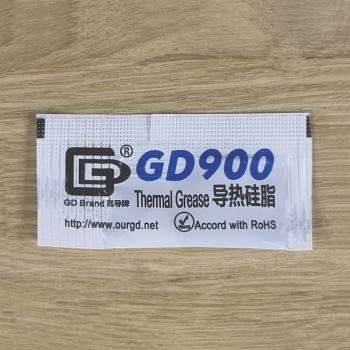 GD® GD900
GD Brand 高导牌 Thermal Grease 导热硅脂
http://www.ourgd.net Accord with RoHS